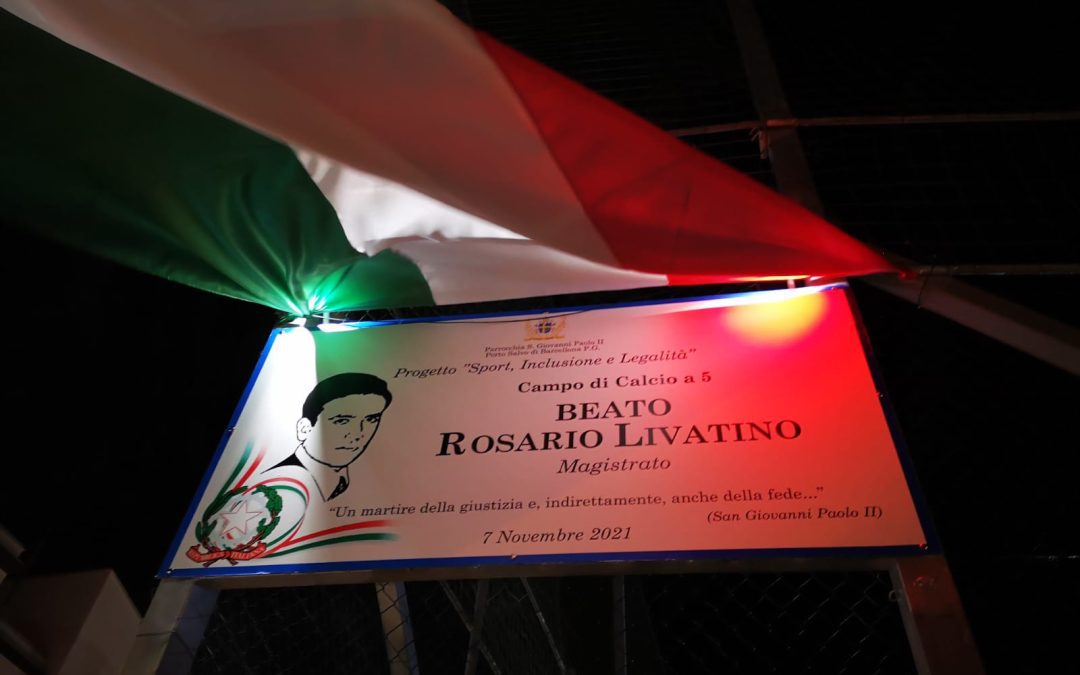 Parrocchia S. Giovanni Paolo II
Porto Salvo di Barcellona P.G.
Progetto "Sport, Inclusione e Legalità"
Campo di Calcio a 5
BEATO
ROSARIO LIVATINO
Magistrato
"Un martire della giustizia e, indirettamente, anche della fede..."
(San Giovanni Paolo II)
7 Novembre 2021